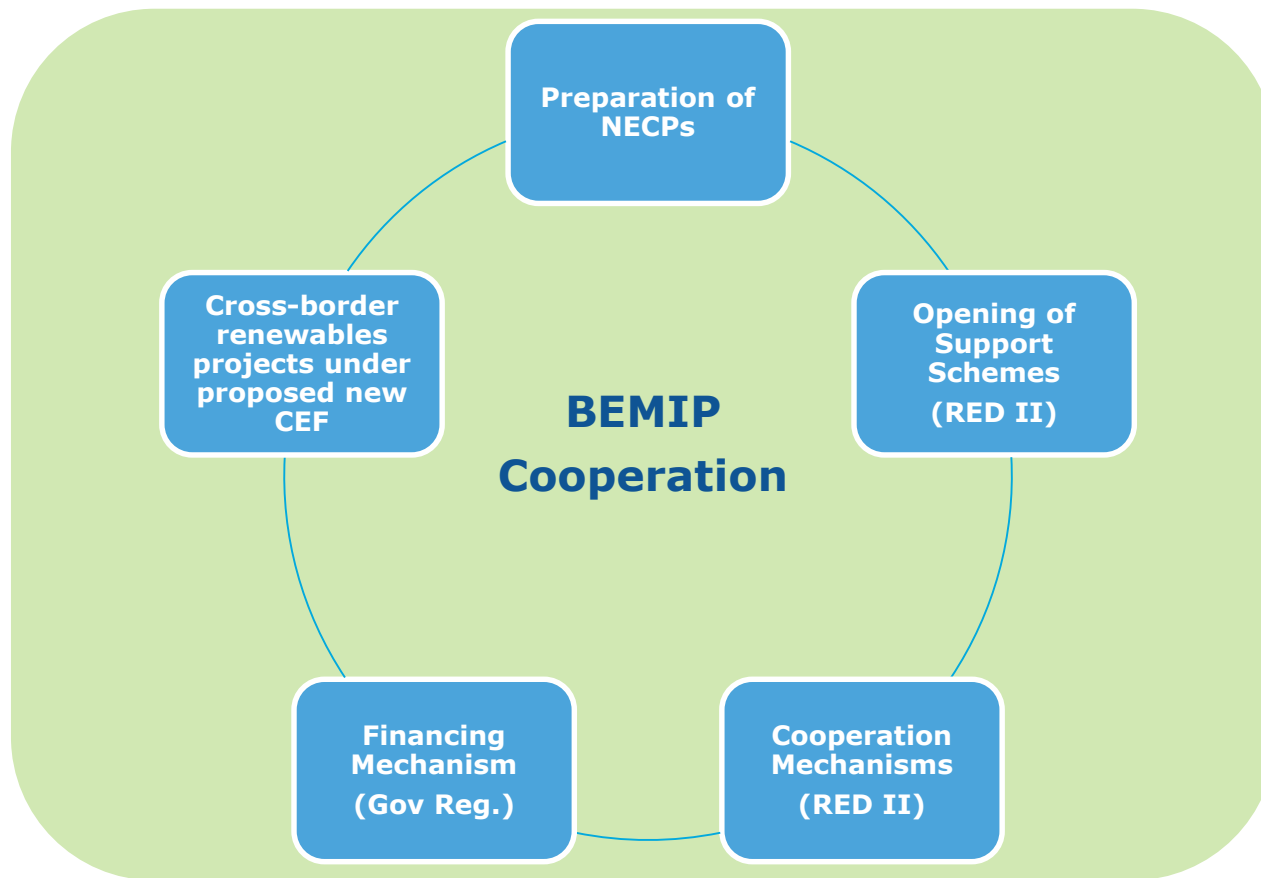 Preparation of
NECPs
Opening of
Support
Schemes
(RED II)
Cooperation
Mechanisms
(RED II)
Financing
Mechanism
(Gov Reg.)
Cross-border
renewables
projects under
proposed new
CEF
BEMIP
Cooperation